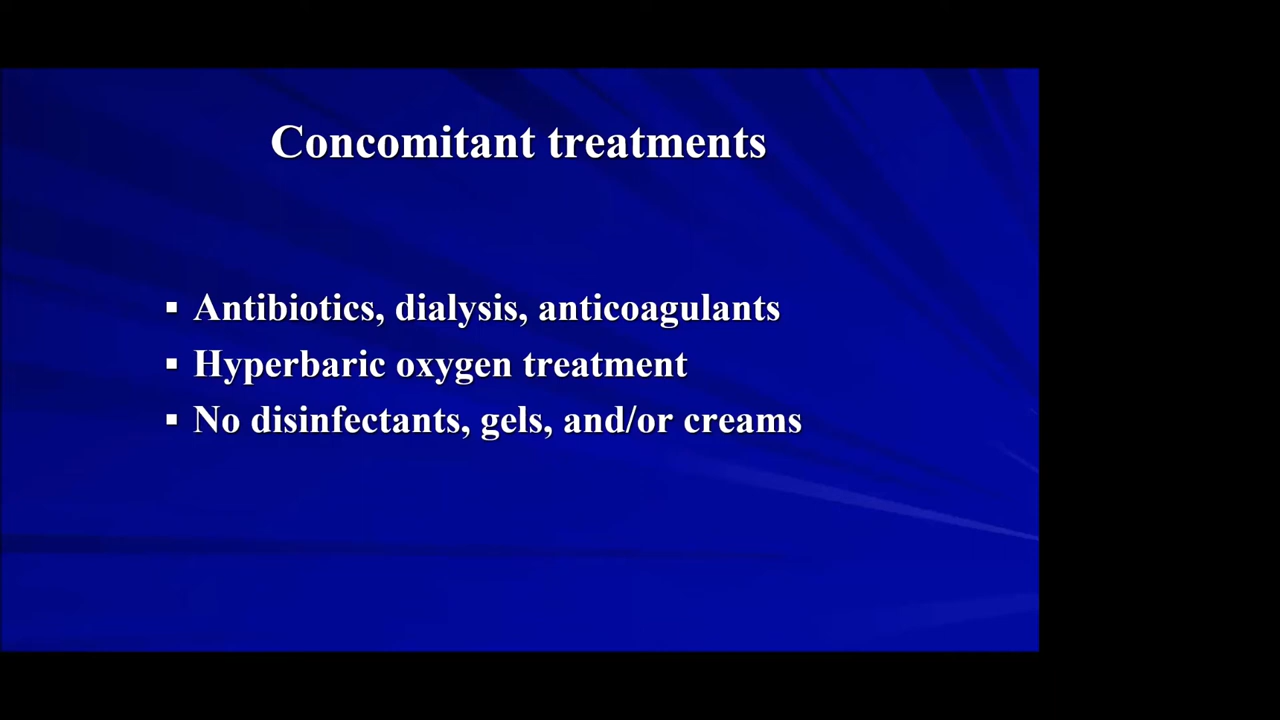 Concomitant treatments
▪ Antibiotics, dialysis, anticoagulants
▪ Hyperbaric oxygen treatment
▪ No disinfectants, gels, and/or creams